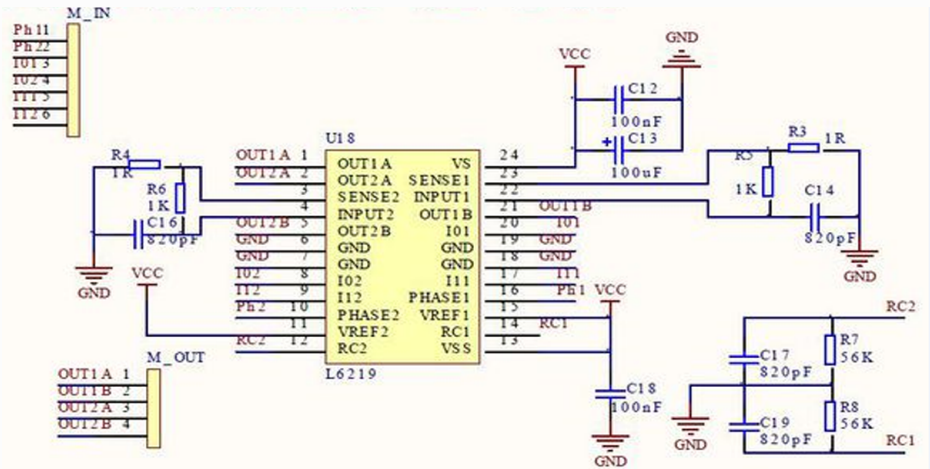 M_IN
Ph1 1
Ph2 2
I01 3
I02 4
I11 5
I12 6
GND
VCC
C12
100nF
C13
100uF
U18
R4
1R
R6
1K
C16
820pF
GND
VCC
OUT1A 1
OUT2A 2
3
4
OUT2B 5
GND 6
GND 7
I02 8
I12 9
Ph2 10
11
RC2 12
OUT1A VS
OUT2A SENSE1
SENSE2 INPUT1
INPUT2 OUT1B
OUT2B I01
GND GND
GND GND
I02 I11
I12 PHASE1
PHASE2 VREF1
VREF2 RC1
RC2 VSS
L6219
24
23
22
21 OUT1B
20 I01
19 GND
18 GND
17 I11
16 Ph1
15
14 RC1
13
R3
1R
R5
1K
C14
820pF
GND
VCC
C18
100nF
GND
RC2
C17
820pF
R7
56K
GND
C19
820pF
R8
56K
RC1
M_OUT
OUT1A 1
OUT1B 2
OUT2A 3
OUT2B 4